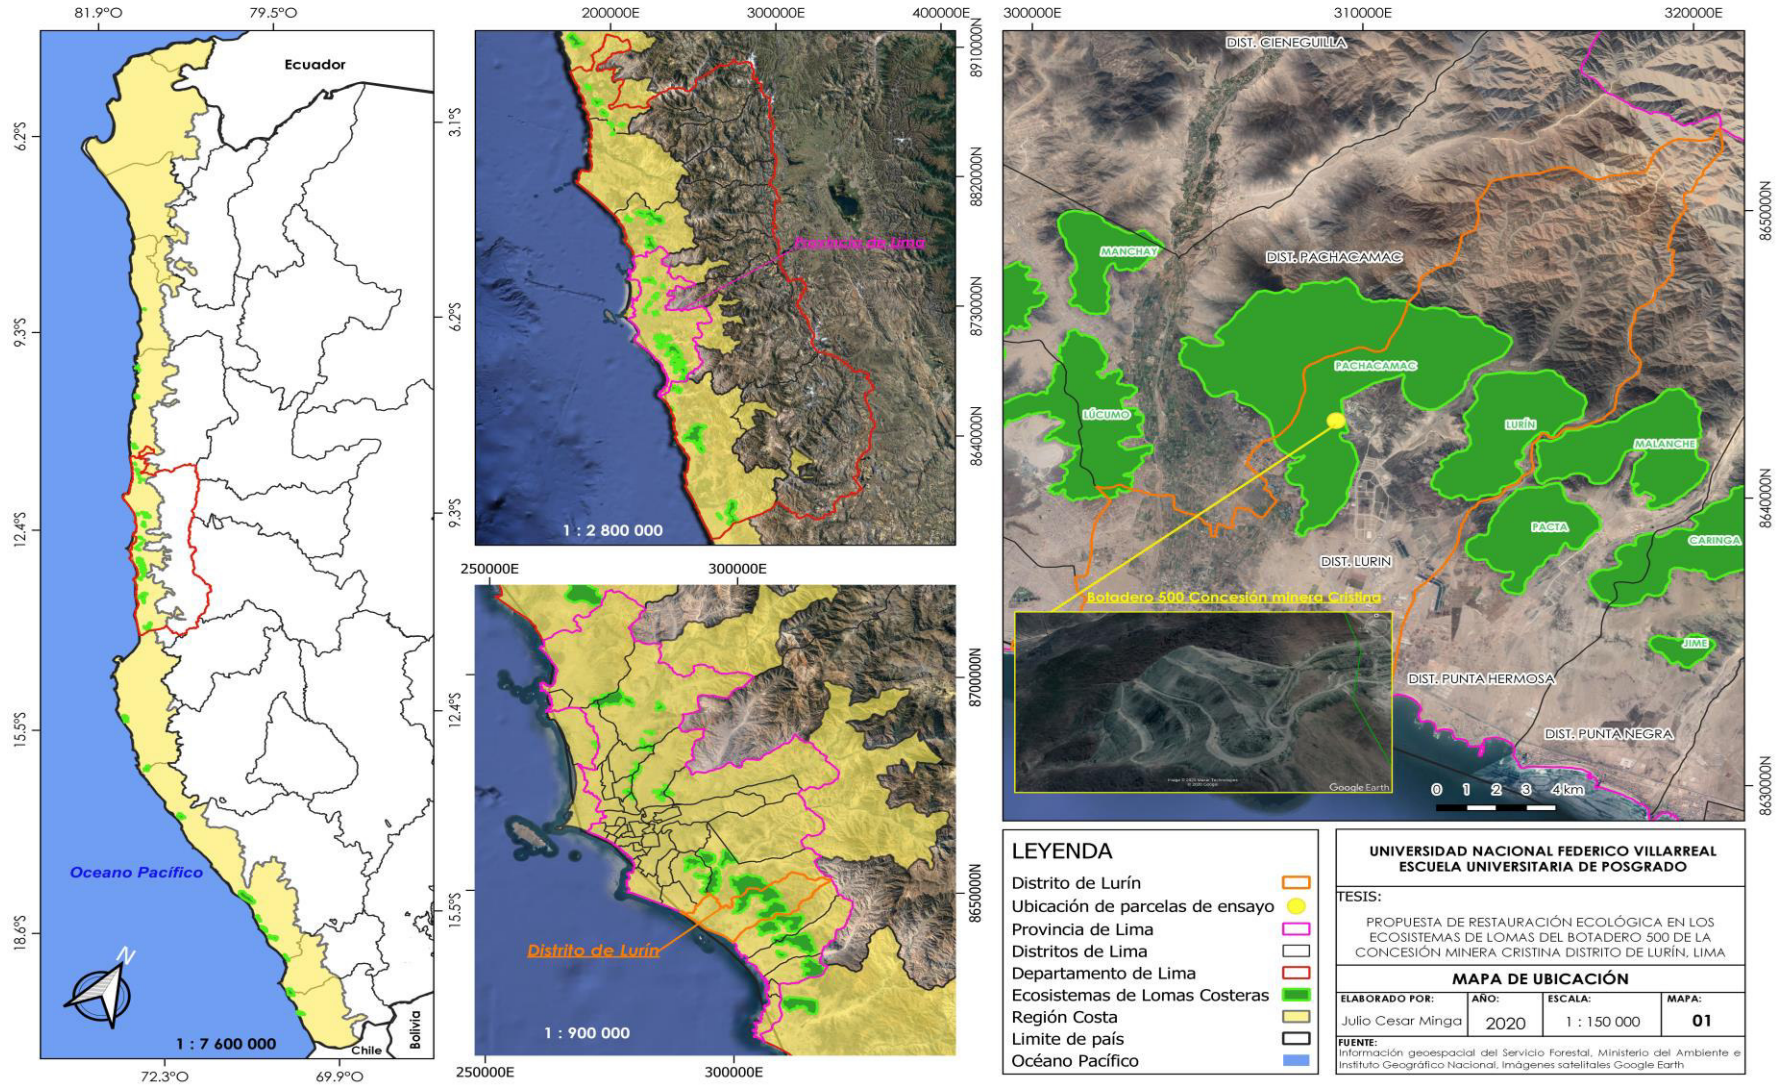 81.9°O
79.5°O
6.2°S
9.3°S
12.4°S
15.5°S
18.6°S
3.1°S
6.2°S
9.3°S
12.4°S
15.5°S
72.3°O
69.9°O
Ecuador
Oceano Pacífico
N
1 : 7 600 000
Chile
Bolivia
200000E
300000E
400000E
8910000N
8820000N
8730000N
8640000N
Provincia de Lima
1 : 2 800 000
250000E
300000E
8700000N
8650000N
Distrito de Lurín
1 : 900 000
250000E
300000E
300000E
310000E
320000E
8650000N
8640000N
8630000N
DIST. CIENEGUILLA
MANCHAY
DIST. PACHACAMAC
PACHACAMAC
LÚCUMO
LURÍN
MALANCHE
PACTA
CARINGA
DIST. LURIN
Botadero 500 Concesión minera Cristina
JIME
DIST. PUNTA HERMOSA
DIST. PUNTA NEGRA
Google Earth
0 1 2 3 4 km
LEYENDA
Distrito de Lurín
Ubicación de parcelas de ensayo
Provincia de Lima
Distritos de Lima
Departamento de Lima
Ecosistemas de Lomas Costeras
Región Costa
Limite de país
Océano Pacífico
UNIVERSIDAD NACIONAL FEDERICO VILLARREAL
ESCUELA UNIVERSITARIA DE POSGRADO
TESIS:
PROPUESTA DE RESTAURACIÓN ECOLÓGICA EN LOS
ECOSISTEMAS DE LOMAS DEL BOTADERO 500 DE LA
CONCESIÓN MINERA CRISTINA DISTRITO DE LURÍN, LIMA
MAPA DE UBICACIÓN
ELABORADO POR: AÑO: ESCALA: MAPA:
Julio Cesar Minga 2020 1 : 150 000 01
FUENTE:
Información geoespacial del Servicio Forestal, Ministerio del Ambiente e
Instituto Geográfico Nacional, Imágenes satelitales Google Earth